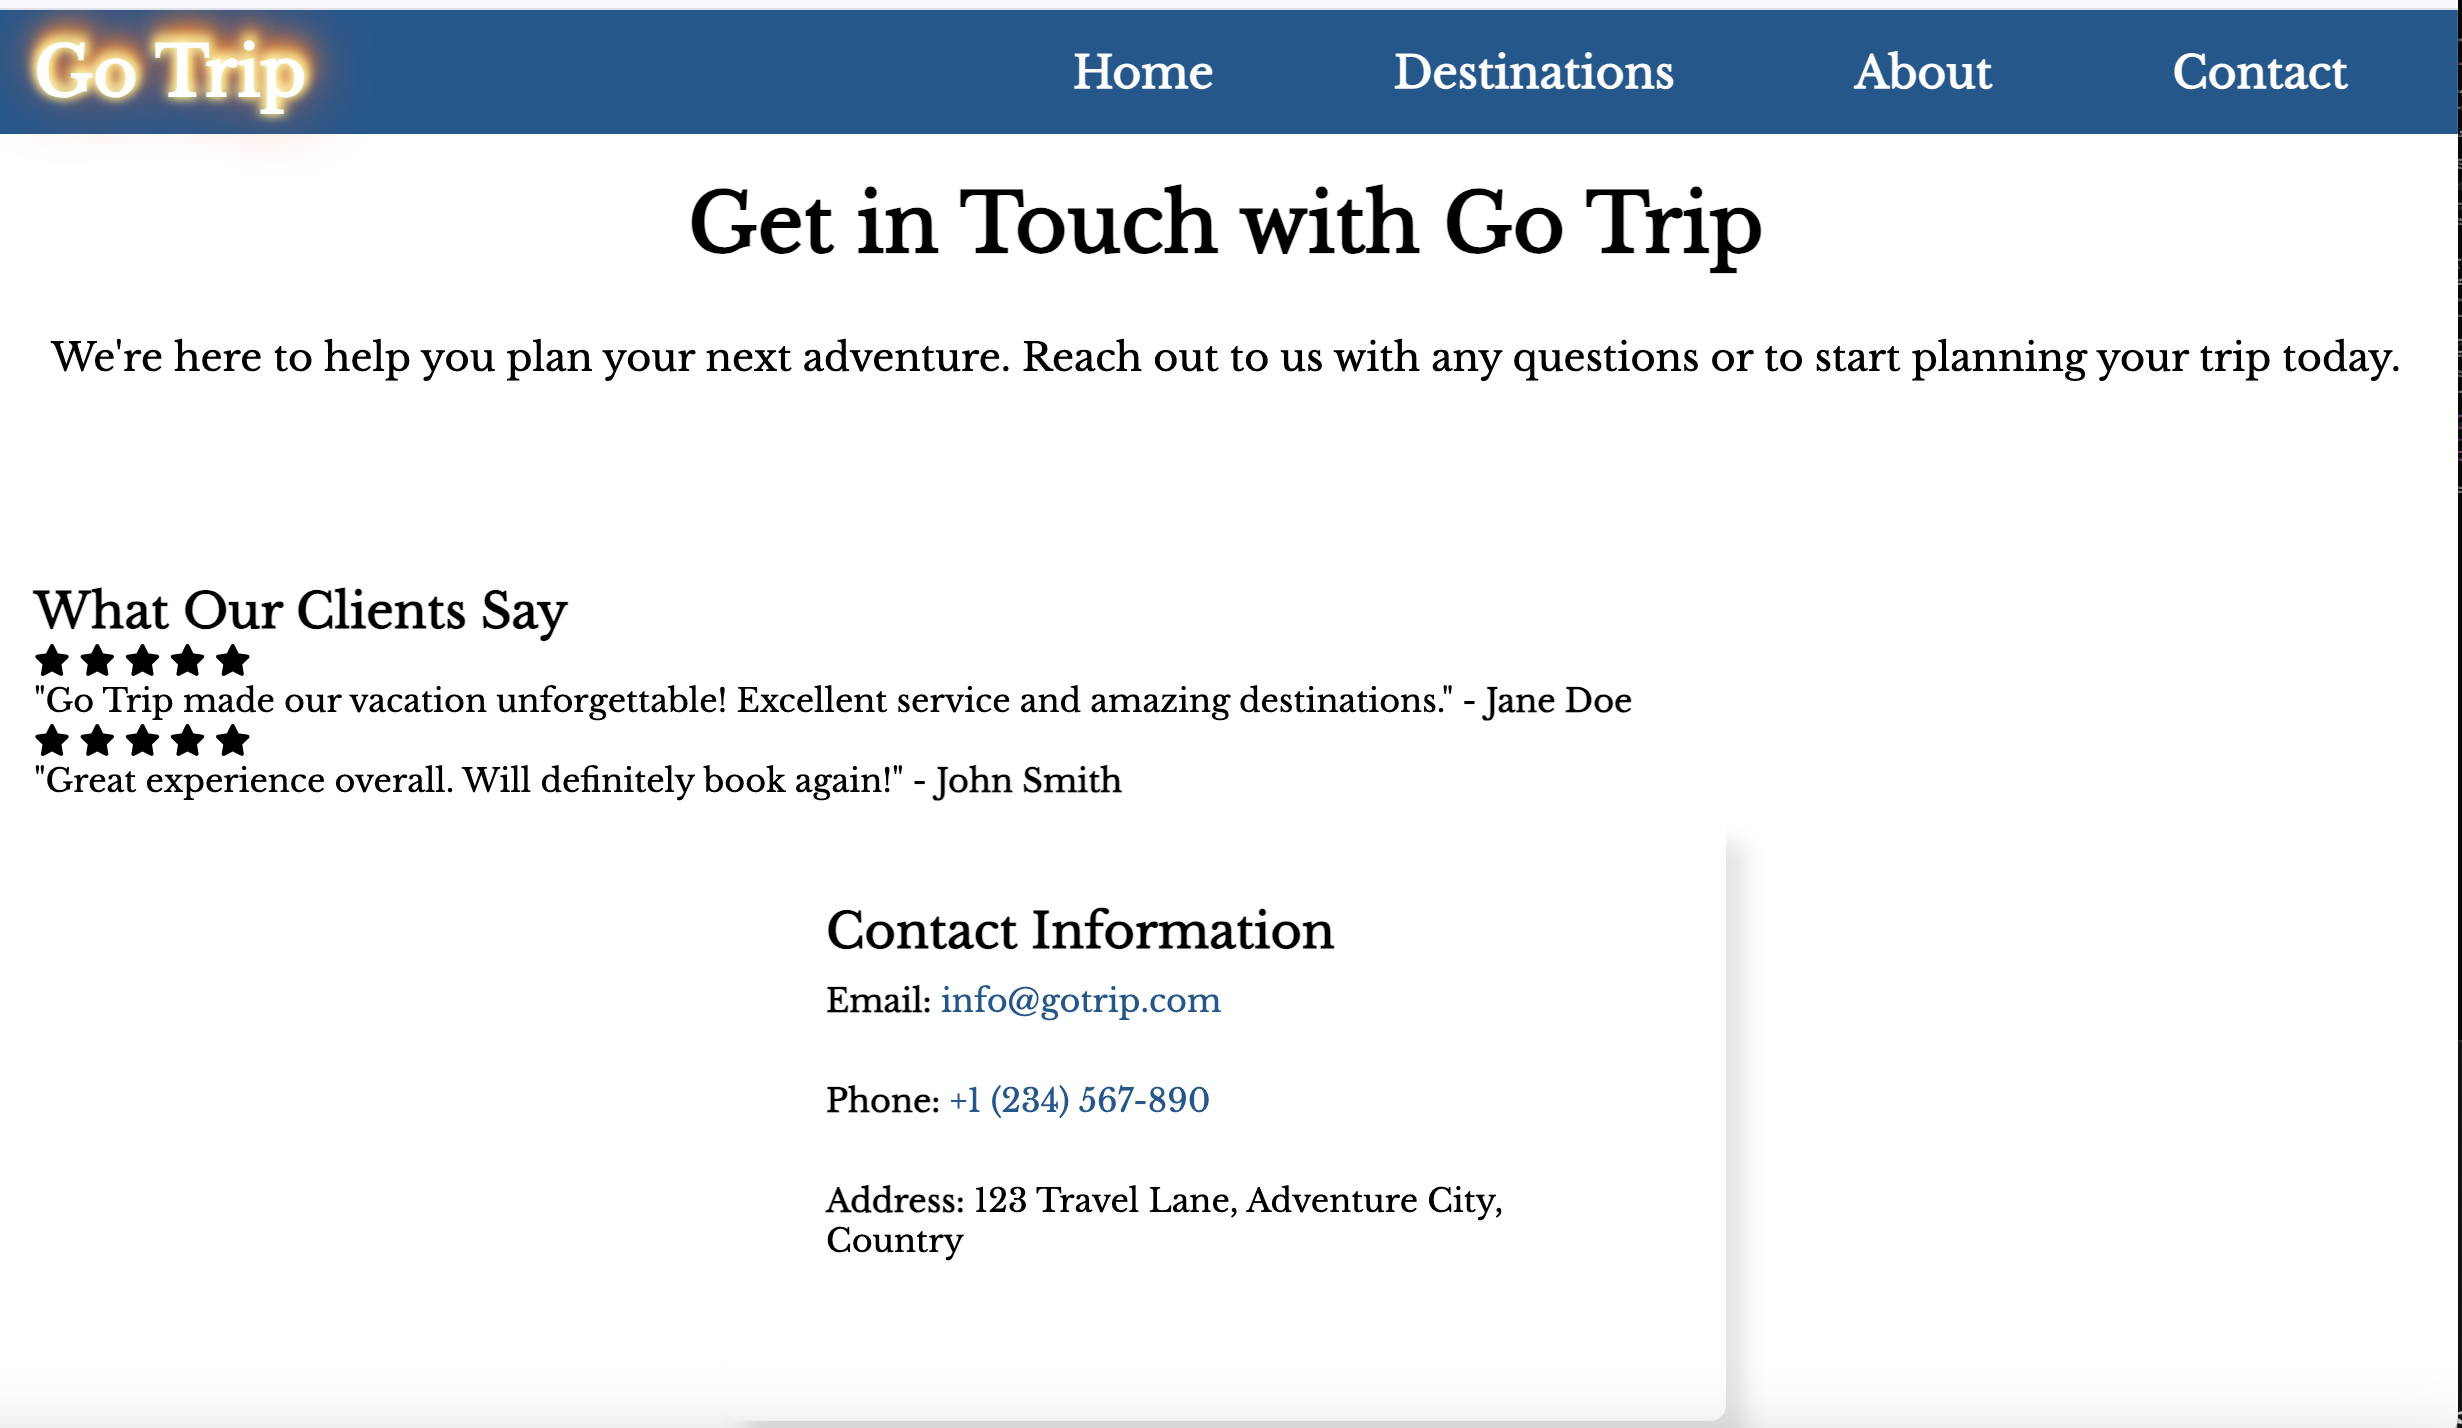 Go Trip
Home Destinations About Contact
Get in Touch with Go Trip
We're here to help you plan your next adventure. Reach out to us with any questions or to start planning your trip today.
What Our Clients Say
"Go Trip made our vacation unforgettable! Excellent service and amazing destinations." - Jane Doe
"Great experience overall. Will definitely book again!" - John Smith
Contact Information
Email: info@gotrip.com
Phone: +1 (234) 567-890
Address: 123 Travel Lane, Adventure City,
Country